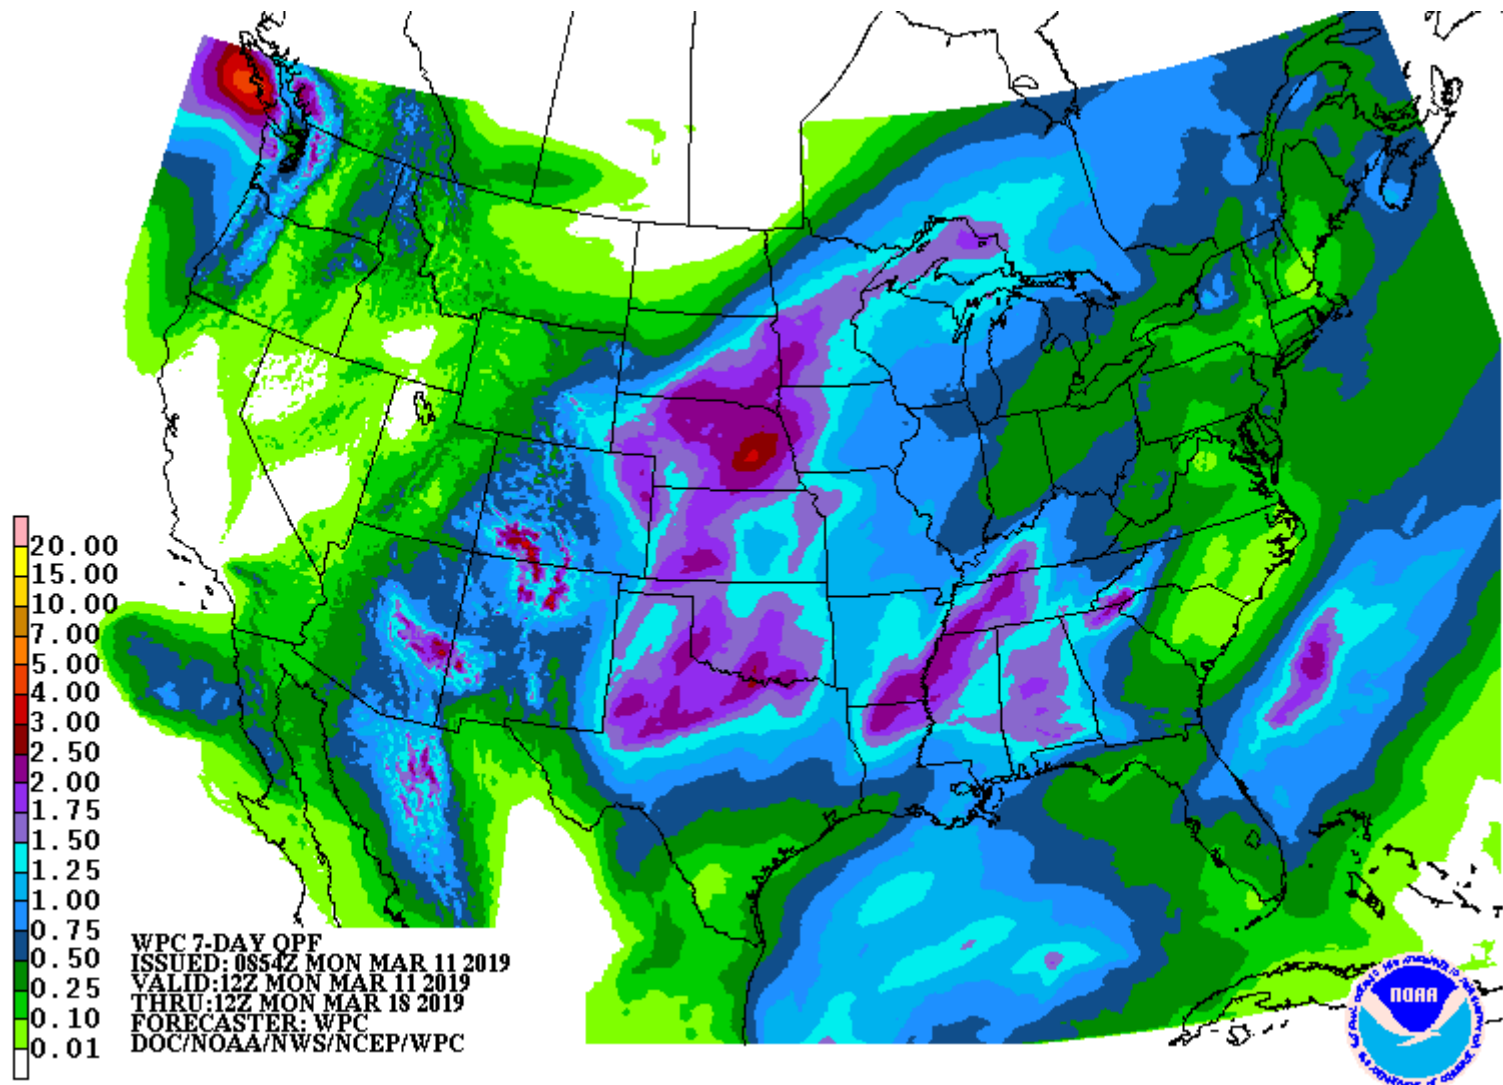 20.00
15.00
10.00
7.00
5.00
4.00
3.00
2.50
2.00
1.75
1.50
1.25
1.00
0.75
0.50
0.25
0.10
0.01
WPC 7-DAY QPF
ISSUED: 0854Z MON MAR 11 2019
VALID:12Z MON MAR 11 2019
THRU:12Z MON MAR 18 2019
FORECASTER: WPC
DOC/NOAA/NWS/NCEP/WPC
NOAA